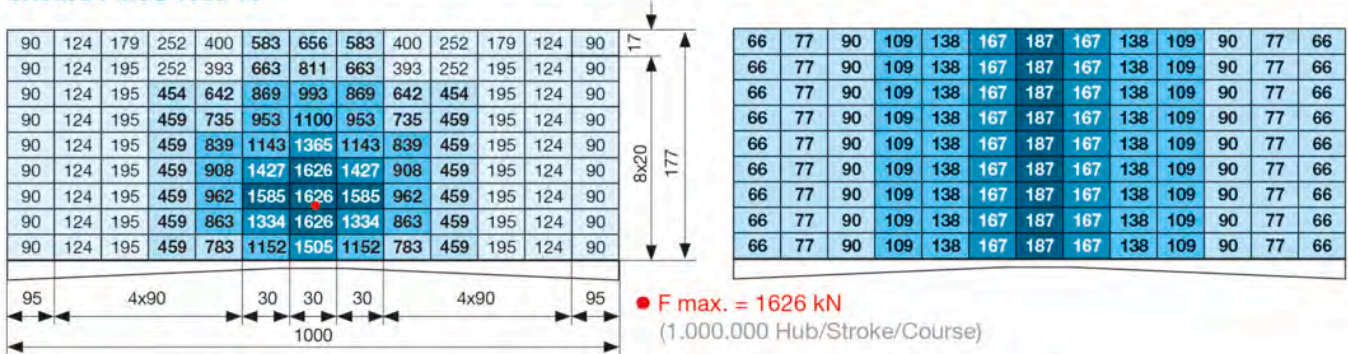 90 124 179 252 400 583 656 583 400 252 179 124 90
90 124 195 252 393 663 811 663 393 252 195 124 90
90 124 195 454 642 869 993 869 642 454 195 124 90
90 124 195 459 735 953 1100 953 735 459 195 124 90
90 124 195 459 839 1143 1365 1143 839 459 195 124 90
90 124 195 459 908 1427 1626 1427 908 459 195 124 90
90 124 195 459 962 1585 1626 1585 962 459 195 124 90
90 124 195 459 863 1334 1626 1334 863 459 195 124 90
90 124 195 459 783 1152 1505 1152 783 459 195 124 90
17
8x20
177
95 4x90 30 30 30 4x90 95
1000
66 77 90 109 138 167 187 167 138 109 90 77 66
66 77 90 109 138 167 187 167 138 109 90 77 66
66 77 90 109 138 167 187 167 138 109 90 77 66
66 77 90 109 138 167 187 167 138 109 90 77 66
66 77 90 109 138 167 187 167 138 109 90 77 66
66 77 90 109 138 167 187 167 138 109 90 77 66
66 77 90 109 138 167 187 167 138 109 90 77 66
66 77 90 109 138 167 187 167 138 109 90 77 66
66 77 90 109 138 167 187 167 138 109 90 77 66
F max. = 1626 kN
(1.000.000 Hub/Stroke/Course)